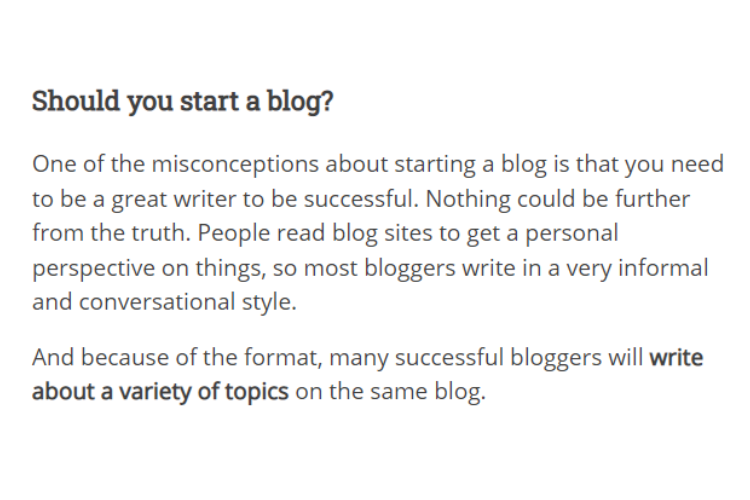 Should you start a blog?
One of the misconceptions about starting a blog is that you need
to be a great writer to be successful. Nothing could be further
from the truth. People read blog sites to get a personal
perspective on things, so most bloggers write in a very informal
and conversational style.
And because of the format, many successful bloggers will write
about a variety of topics on the same blog.